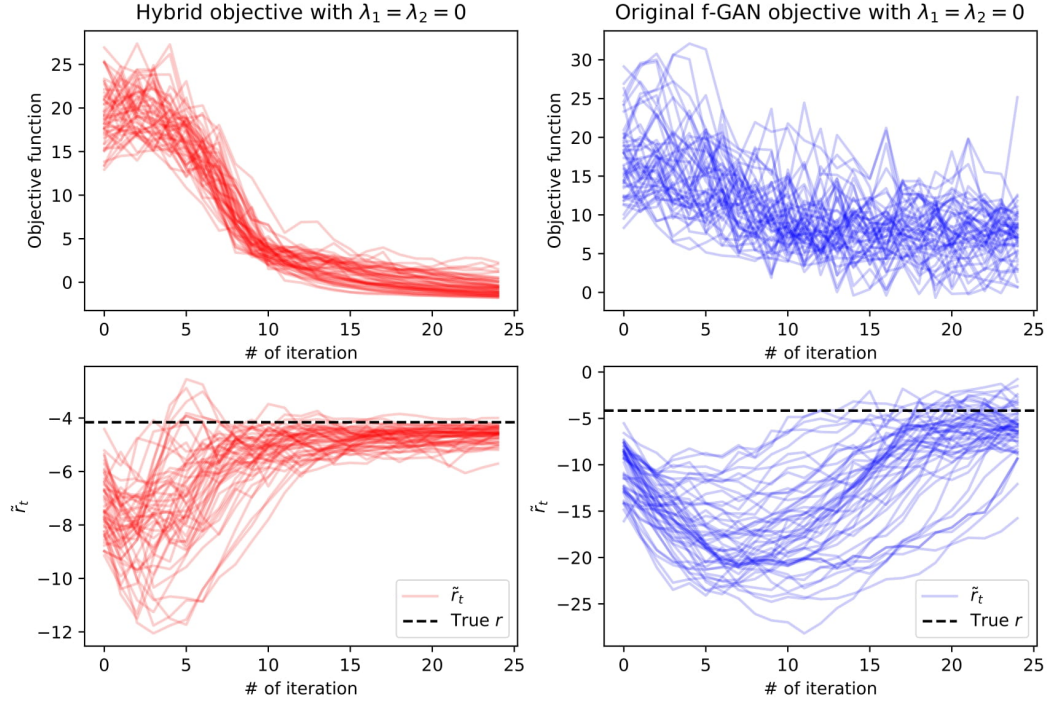 Hybrid objective with λ₁ = λ₂ = 0
Objective function
25
20
15
10
5
0
0 5 10 15 20 25
# of iteration
Original f-GAN objective with λ₁ = λ₂ = 0
Objective function
30
25
20
15
10
5
0
0 5 10 15 20 25
# of iteration
r̃ₜ
−4
−6
−8
−10
−12
r̃ₜ
True r
0 5 10 15 20 25
# of iteration
r̃ₜ
0
−5
−10
−15
−20
−25
r̃ₜ
True r
0 5 10 15 20 25
# of iteration